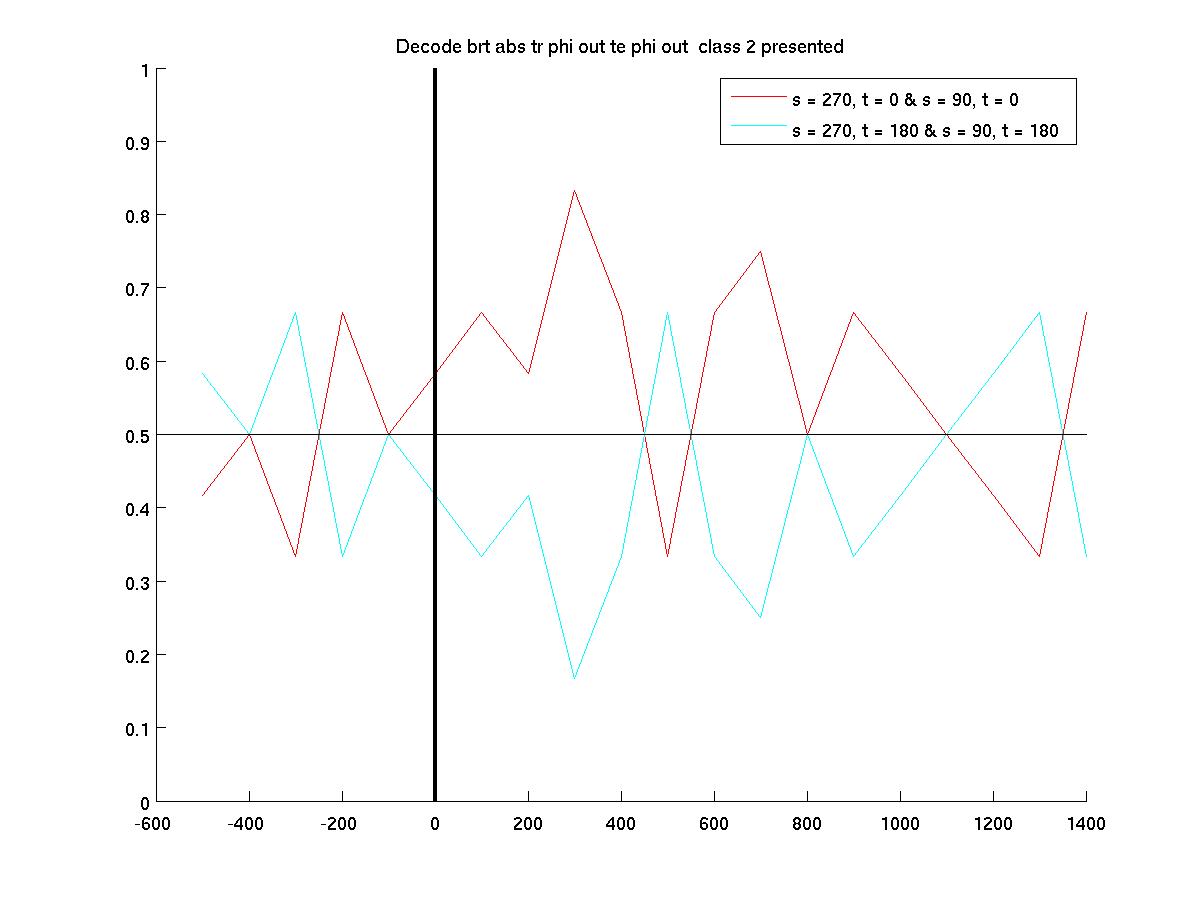 Decode brt abs tr phi out te phi out  class 2 presented
s = 270, t = 0 & s = 90, t = 0
s = 270, t = 180 & s = 90, t = 180
1
0.9
0.8
0.7
0.6
0.5
0.4
0.3
0.2
0.1
0
-600 -400 -200 0 200 400 600 800 1000 1200 1400